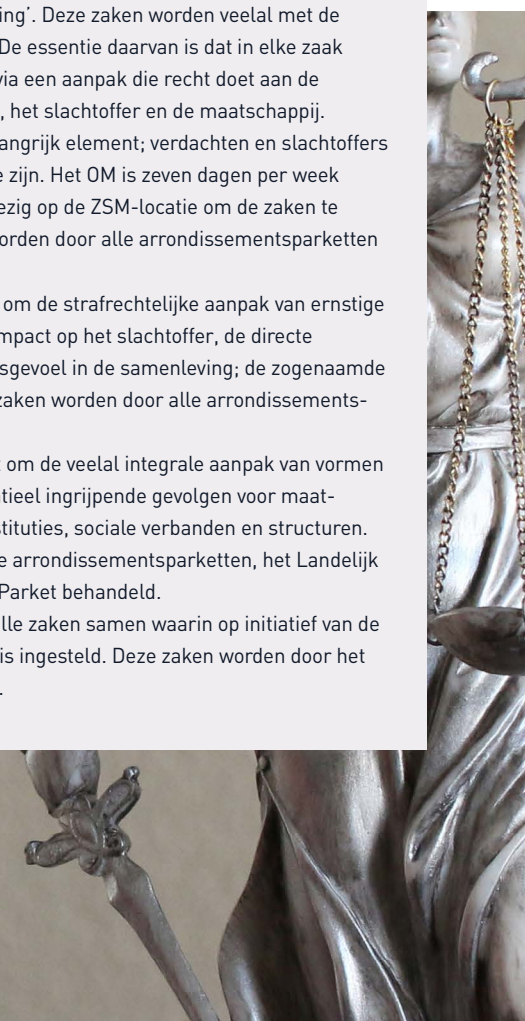 ing’. Deze zaken worden veelal met de
De essentie daarvan is dat in elke zaak
via een aanpak die recht doet aan de
, het slachtoffer en de maatschappij.
angrijk element; verdachten en slachtoffers
e zijn. Het OM is zeven dagen per week
ezig op de ZSM-locatie om de zaken te
orden door alle arrondissementsparketten
om de strafrechtelijke aanpak van ernstige
mpact op het slachtoffer, de directe
sgevoel in de samenleving; de zogenaamde
zaken worden door alle arrondissements-
t om de veelal integrale aanpak van vormen
tieel ingrijpende gevolgen voor maat-
stituties, sociale verbanden en structuren.
e arrondissementsparketten, het Landelijk
Parket behandeld.
lle zaken samen waarin op initiatief van de
is ingesteld. Deze zaken worden door het
.